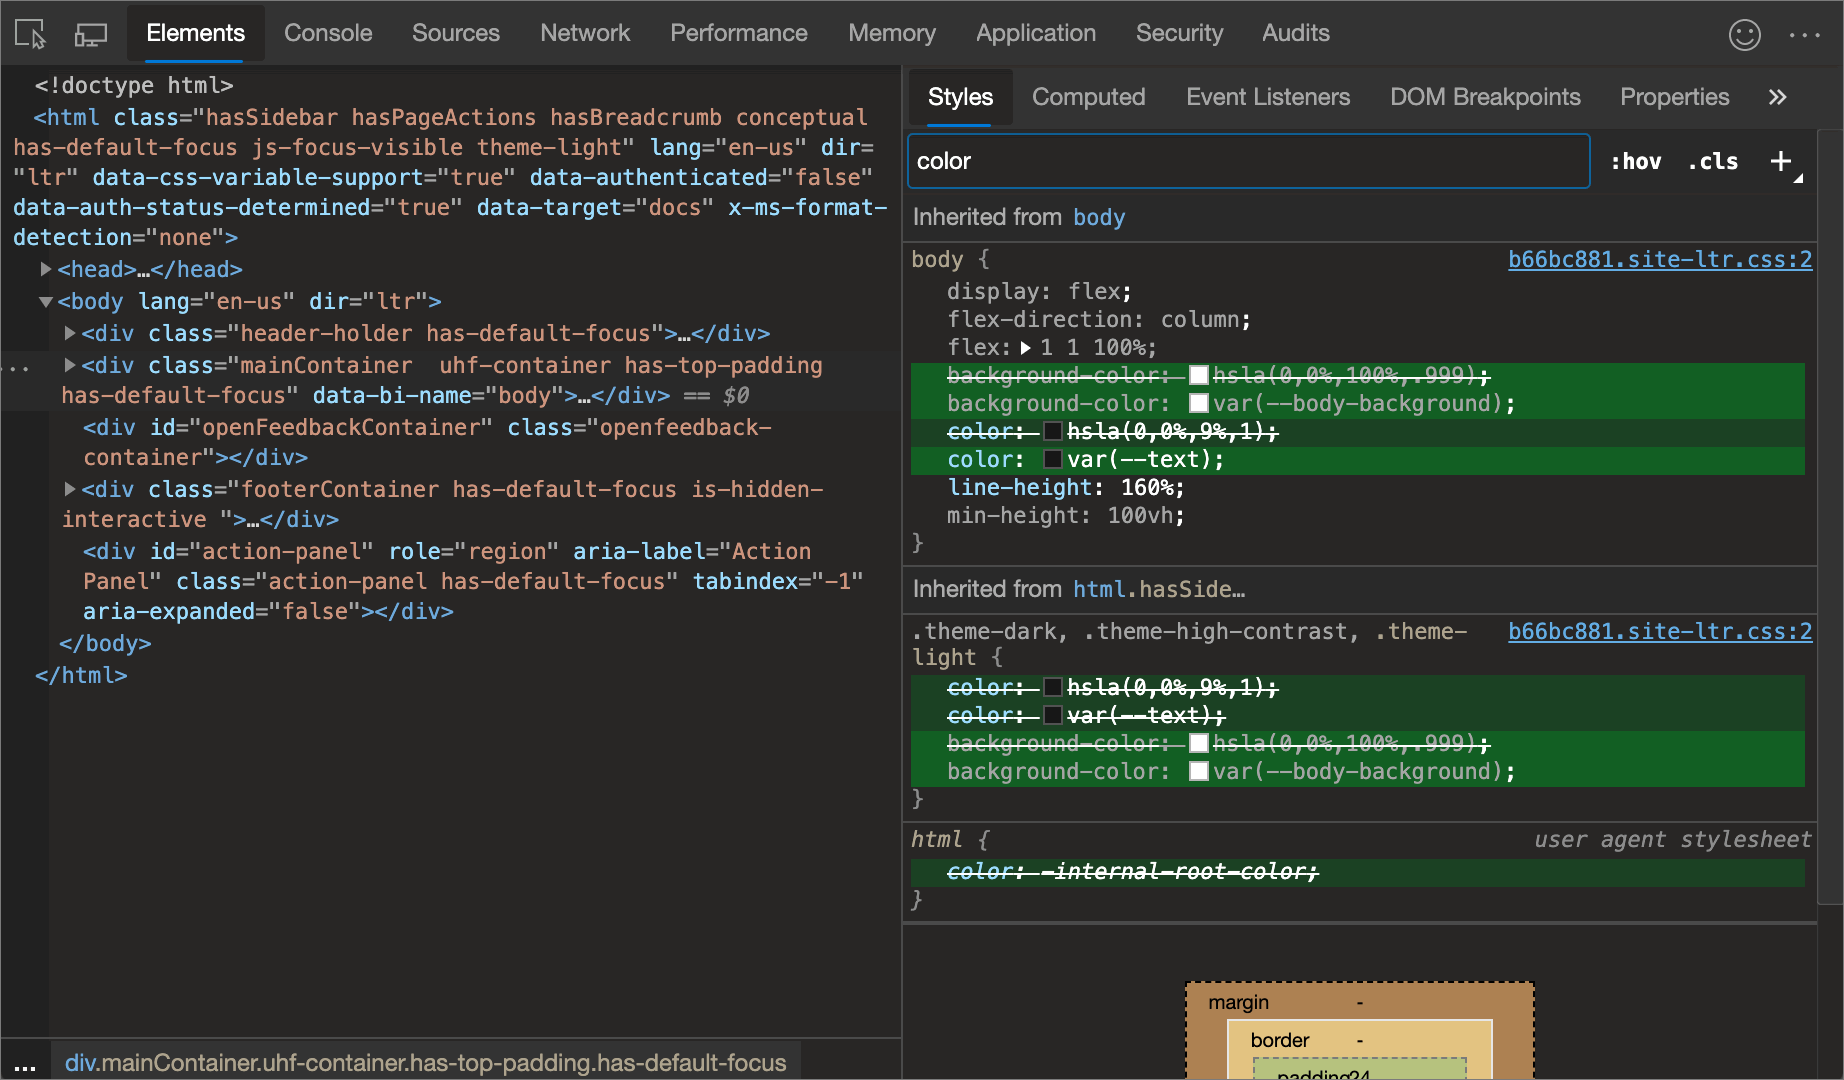 Elements Console Sources Network Performance Memory Application Security Audits
<!doctype html>
<html class="hasSidebar hasPageActions hasBreadcrumb conceptual
has-default-focus js-focus-visible theme-light" lang="en-us" dir=
"ltr" data-css-variable-support="true" data-authenticated="false"
data-auth-status-determined="true" data-target="docs" x-ms-format-
detection="none">
<head>…</head>
<body lang="en-us" dir="ltr">
<div class="header-holder has-default-focus">…</div>
<div class="mainContainer  uhf-container has-top-padding
has-default-focus" data-bi-name="body">…</div> == $0
<div id="openFeedbackContainer" class="openfeedback-
container"></div>
<div class="footerContainer has-default-focus is-hidden-
interactive ">…</div>
<div id="action-panel" role="region" aria-label="Action
Panel" class="action-panel has-default-focus" tabindex="-1"
aria-expanded="false"></div>
</body>
</html>
... div.mainContainer.uhf-container.has-top-padding.has-default-focus
Styles Computed Event Listeners DOM Breakpoints Properties »
color :hov .cls +
Inherited from body
body { b66bc881.site-ltr.css:2
display: flex;
flex-direction: column;
flex: 1 1 100%;
background-color: hsla(0,0%,100%,.999);
background-color: var(--body-background);
color: hsla(0,0%,9%,1);
color: var(--text);
line-height: 160%;
min-height: 100vh;
}
Inherited from html.hasSide…
.theme-dark, .theme-high-contrast, .theme- b66bc881.site-ltr.css:2
light {
color: hsla(0,0%,9%,1);
color: var(--text);
background-color: hsla(0,0%,100%,.999);
background-color: var(--body-background);
}
html { user agent stylesheet
color: -internal-root-color;
}
margin -
border -
padding24